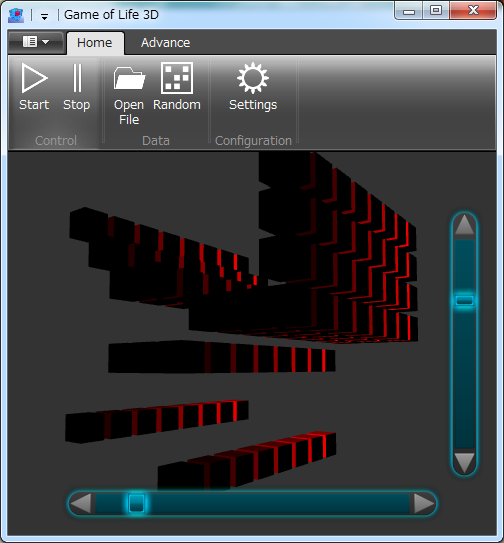 Game of Life 3D
Home Advance
Start Stop Open File Random Settings
Control Data Configuration